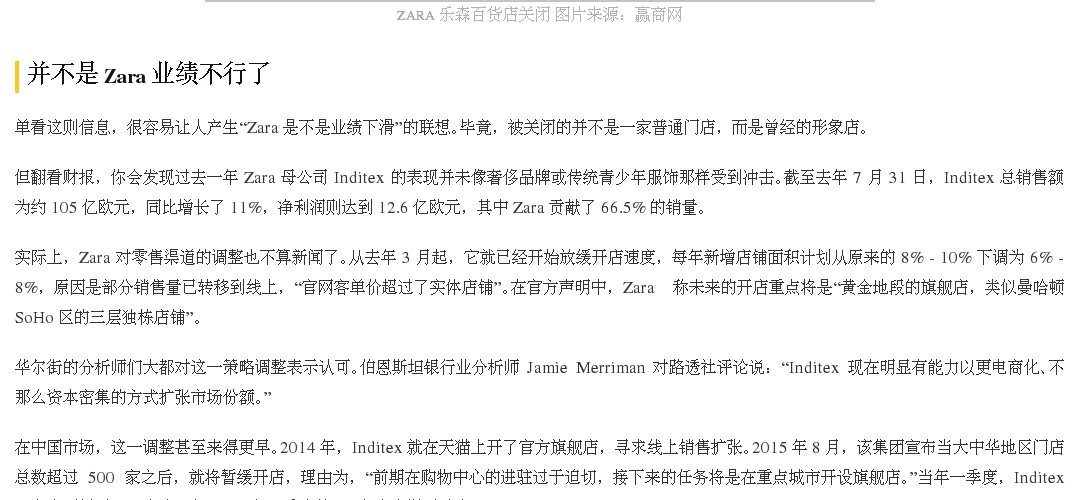 ZARA 乐森百货店关闭 图片来源：赢商网
并不是 Zara 业绩不行了
单看这则信息，很容易让人产生“Zara 是不是业绩下滑”的联想。毕竟，被关闭的并不是一家普通门店，而是曾经的形象店。
但翻看财报，你会发现过去一年 Zara 母公司 Inditex 的表现并未像奢侈品牌或传统青少年服饰那样受到冲击。截至去年 7 月 31 日，Inditex 总销售额
为约 105 亿欧元，同比增长了 11%，净利润则达到 12.6 亿欧元，其中 Zara 贡献了 66.5% 的销量。
实际上，Zara 对零售渠道的调整也不算新闻了。从去年 3 月起，它就已经开始放缓开店速度，每年新增店铺面积计划从原来的 8% - 10% 下调为 6% -
8%，原因是部分销售量已转移到线上，“官网客单价超过了实体店铺”。在官方声明中，Zara 称未来的开店重点将是“黄金地段的旗舰店，类似曼哈顿
SoHo 区的三层独栋店铺”。
华尔街的分析师们大都对这一策略调整表示认可。伯恩斯坦银行业分析师 Jamie Merriman 对路透社评论说：“Inditex 现在明显有能力以更电商化、不
那么资本密集的方式扩张市场份额。”
在中国市场，这一调整甚至来得更早。2014 年，Inditex 就在天猫上开了官方旗舰店，寻求线上销售扩张。2015 年 8 月，该集团宣布当大中华地区门店
总数超过 500 家之后，就将暂缓开店，理由为，“前期在购物中心的进驻过于追切，接下来的任务将是在重点城市开设旗舰店。”当年一季度，Inditex